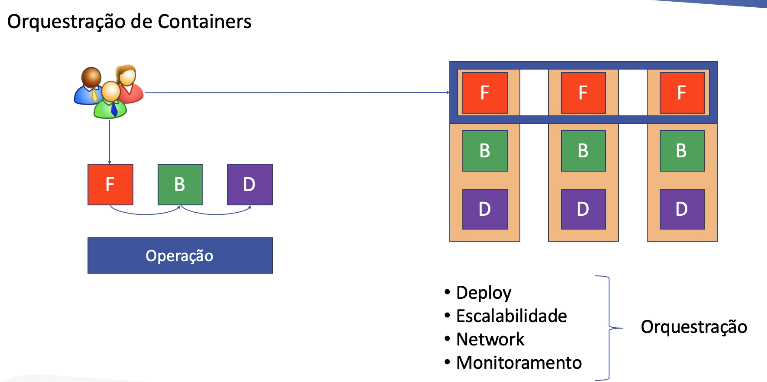 Orquestração de Containers
F B D
Operação
F F F
B B B
D D D
• Deploy
• Escalabilidade
• Network
• Monitoramento
Orquestração